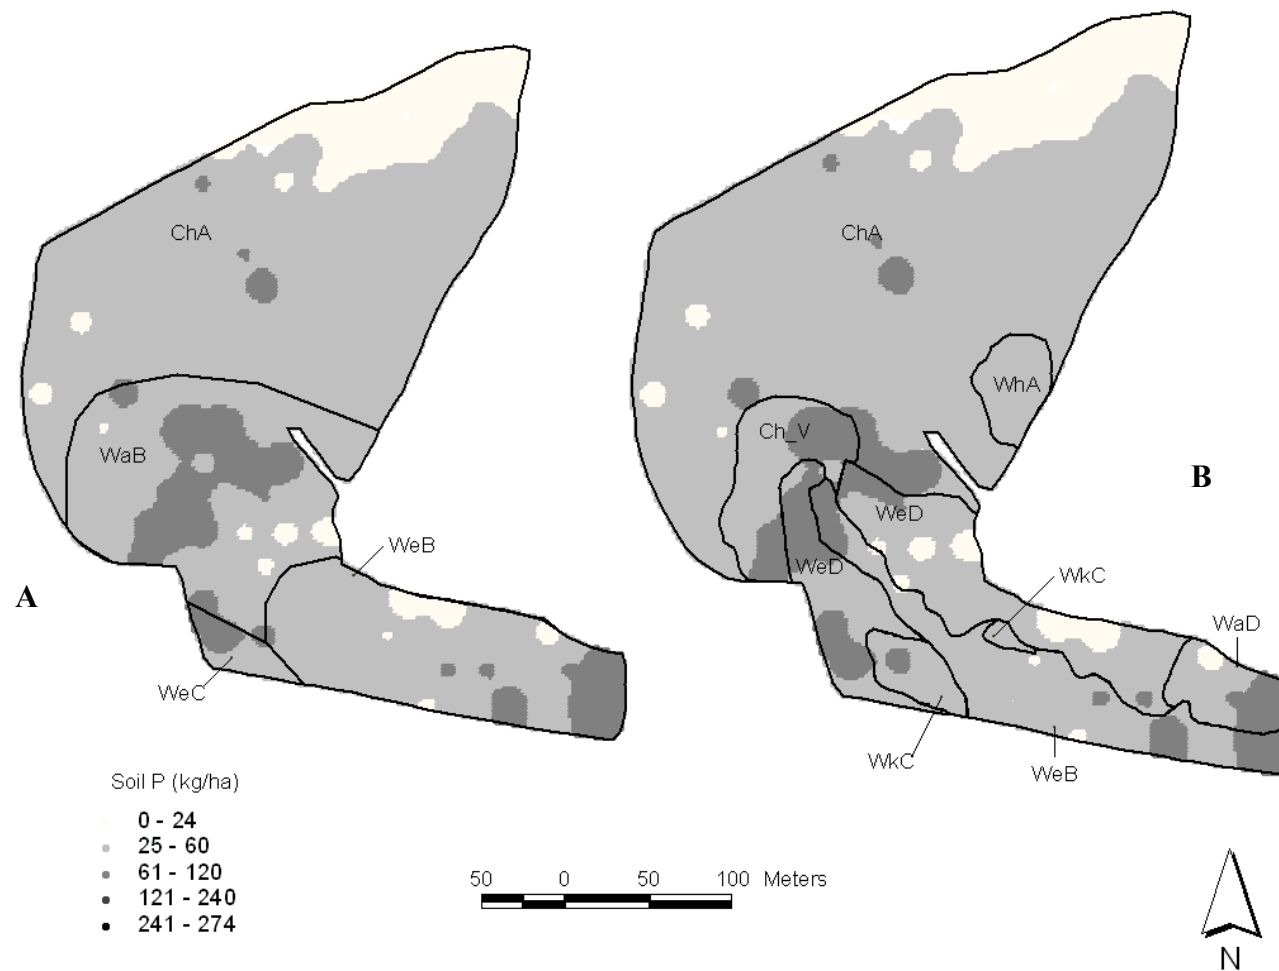 ChA
WaB
WeB
A
WeC
ChA
WhA
Ch_V
B
WeD
WeD
WkC
WaD
WkC
WeB
Soil P (kg/ha)
0 - 24
25 - 60
61 - 120
121 - 240
241 - 274
50 0 50 100 Meters
N